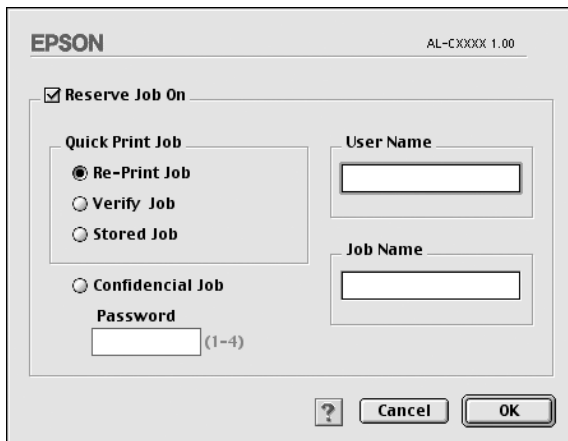 EPSON
AL-CXXXX 1.00
Reserve Job On
Quick Print Job
Re-Print Job
Verify Job
Stored Job
Confidencial Job
Password
(1-4)
User Name
Job Name
?
Cancel
OK